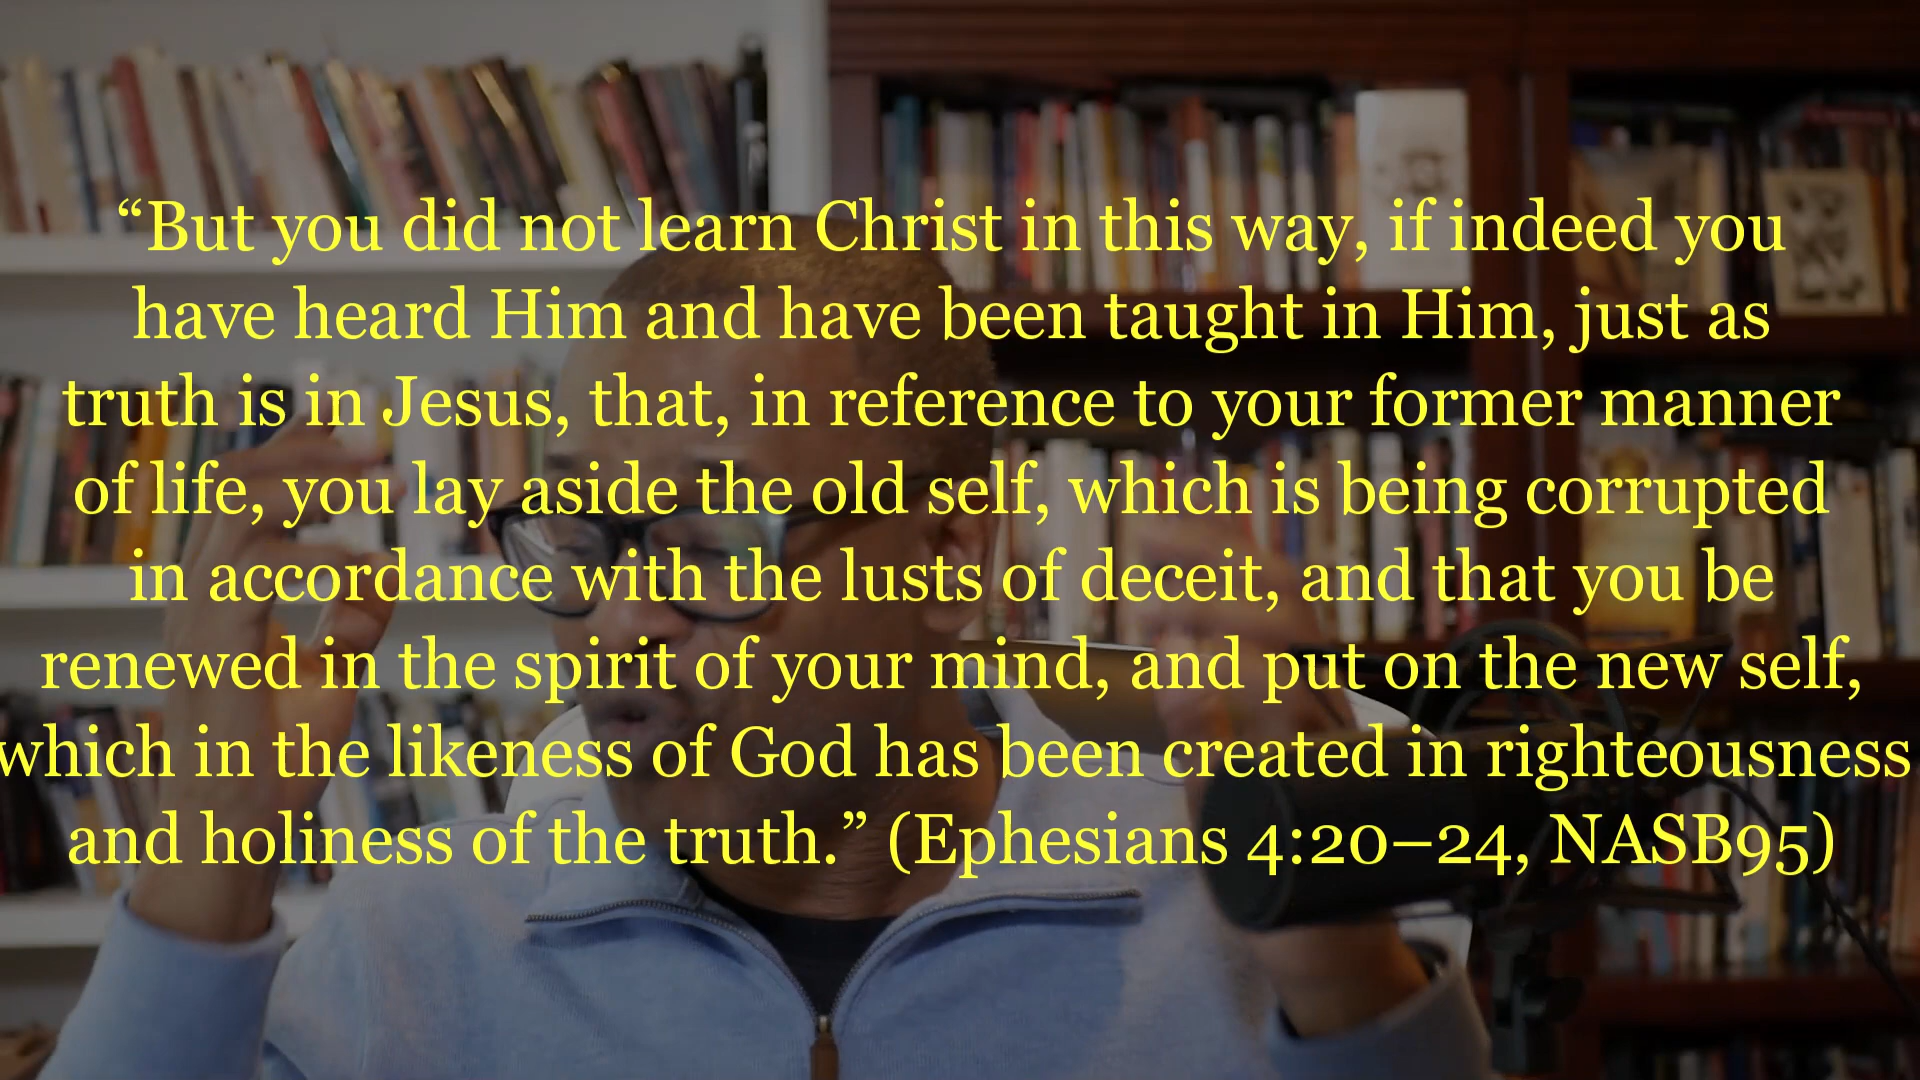 “But you did not learn Christ in this way, if indeed you
have heard Him and have been taught in Him, just as
truth is in Jesus, that, in reference to your former manner
of life, you lay aside the old self, which is being corrupted
in accordance with the lusts of deceit, and that you be
renewed in the spirit of your mind, and put on the new self,
which in the likeness of God has been created in righteousness
and holiness of the truth.” (Ephesians 4:20–24, NASB95)